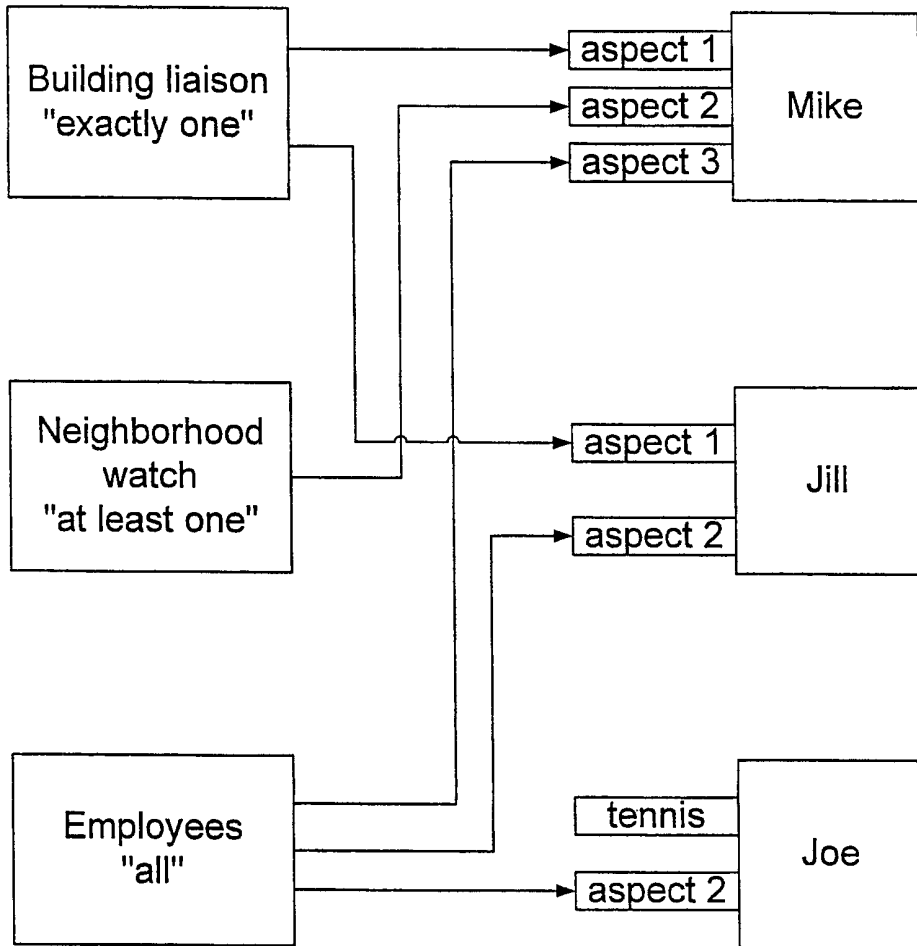 Building liaison
"exactly one"
aspect 1
aspect 2
aspect 3
Mike
Neighborhood
watch
"at least one"
aspect 1
aspect 2
Jill
Employees
"all"
tennis
aspect 2
Joe